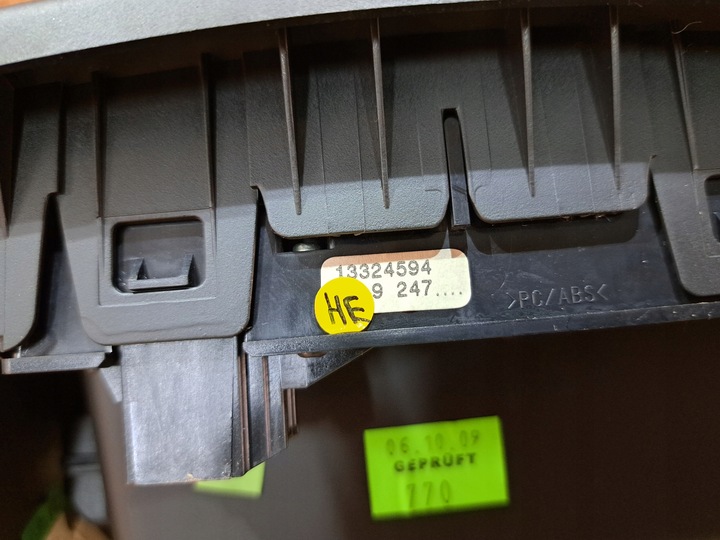 13324594
9 247....
HE
>PC/ABS<
06.10.09
GEPRÜFT
770